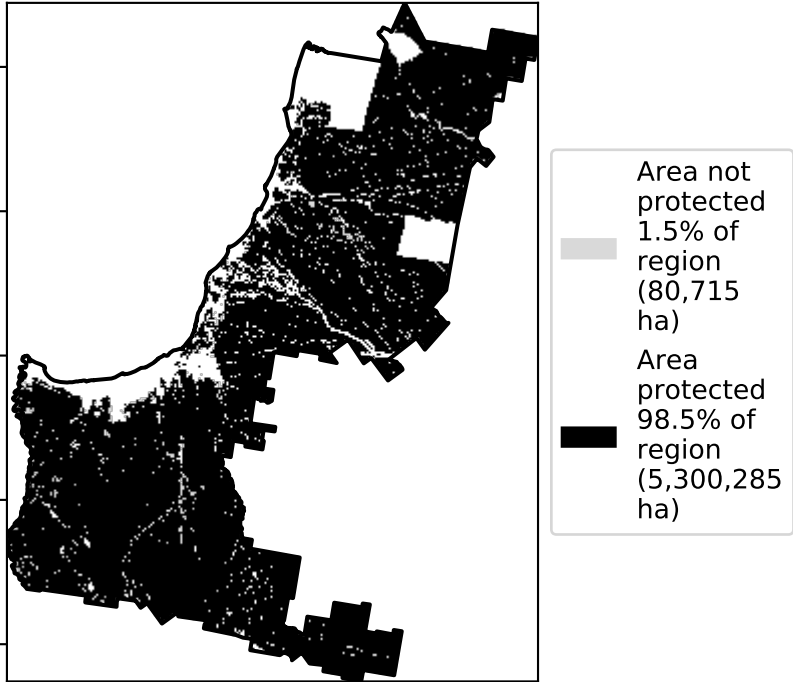 Area not
protected
1.5% of
region
(80,715
ha)
Area
protected
98.5% of
region
(5,300,285
ha)